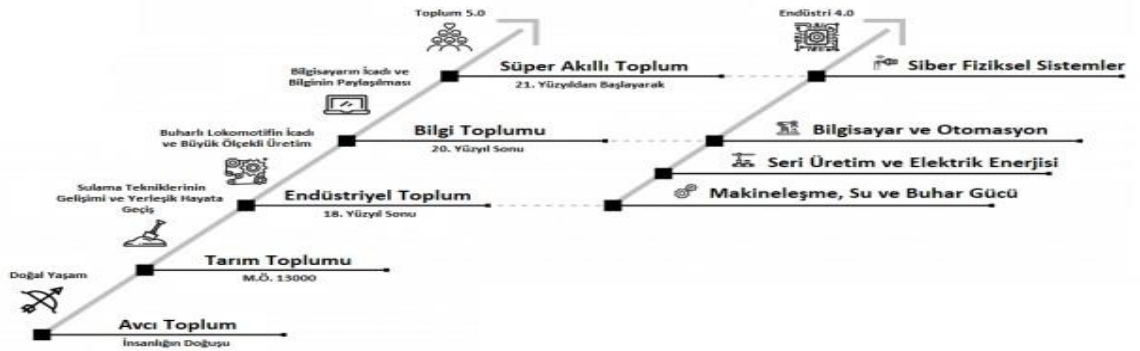 Toplum 5.0
Endüstri 4.0
Süper Akıllı Toplum
21. Yüzyıldan Başlayarak
Siber Fiziksel Sistemler
Bilgisayarın İcadı ve
Bilginin Paylaşılması
Bilgi Toplumu
20. Yüzyıl Sonu
Bilgisayar ve Otomasyon
Buharlı Lokomotifin İcadı
ve Büyük Ölçekli Üretim
Seri Üretim ve Elektrik Enerjisi
Endüstriyel Toplum
18. Yüzyıl Sonu
Makineleşme, Su ve Buhar Gücü
Sulama Tekniklerinin
Gelişimi ve Yerleşik Hayata
Geçiş
Tarım Toplumu
M.Ö. 13000
Doğal Yaşam
Avcı Toplum
İnsanlığın Doğuşu